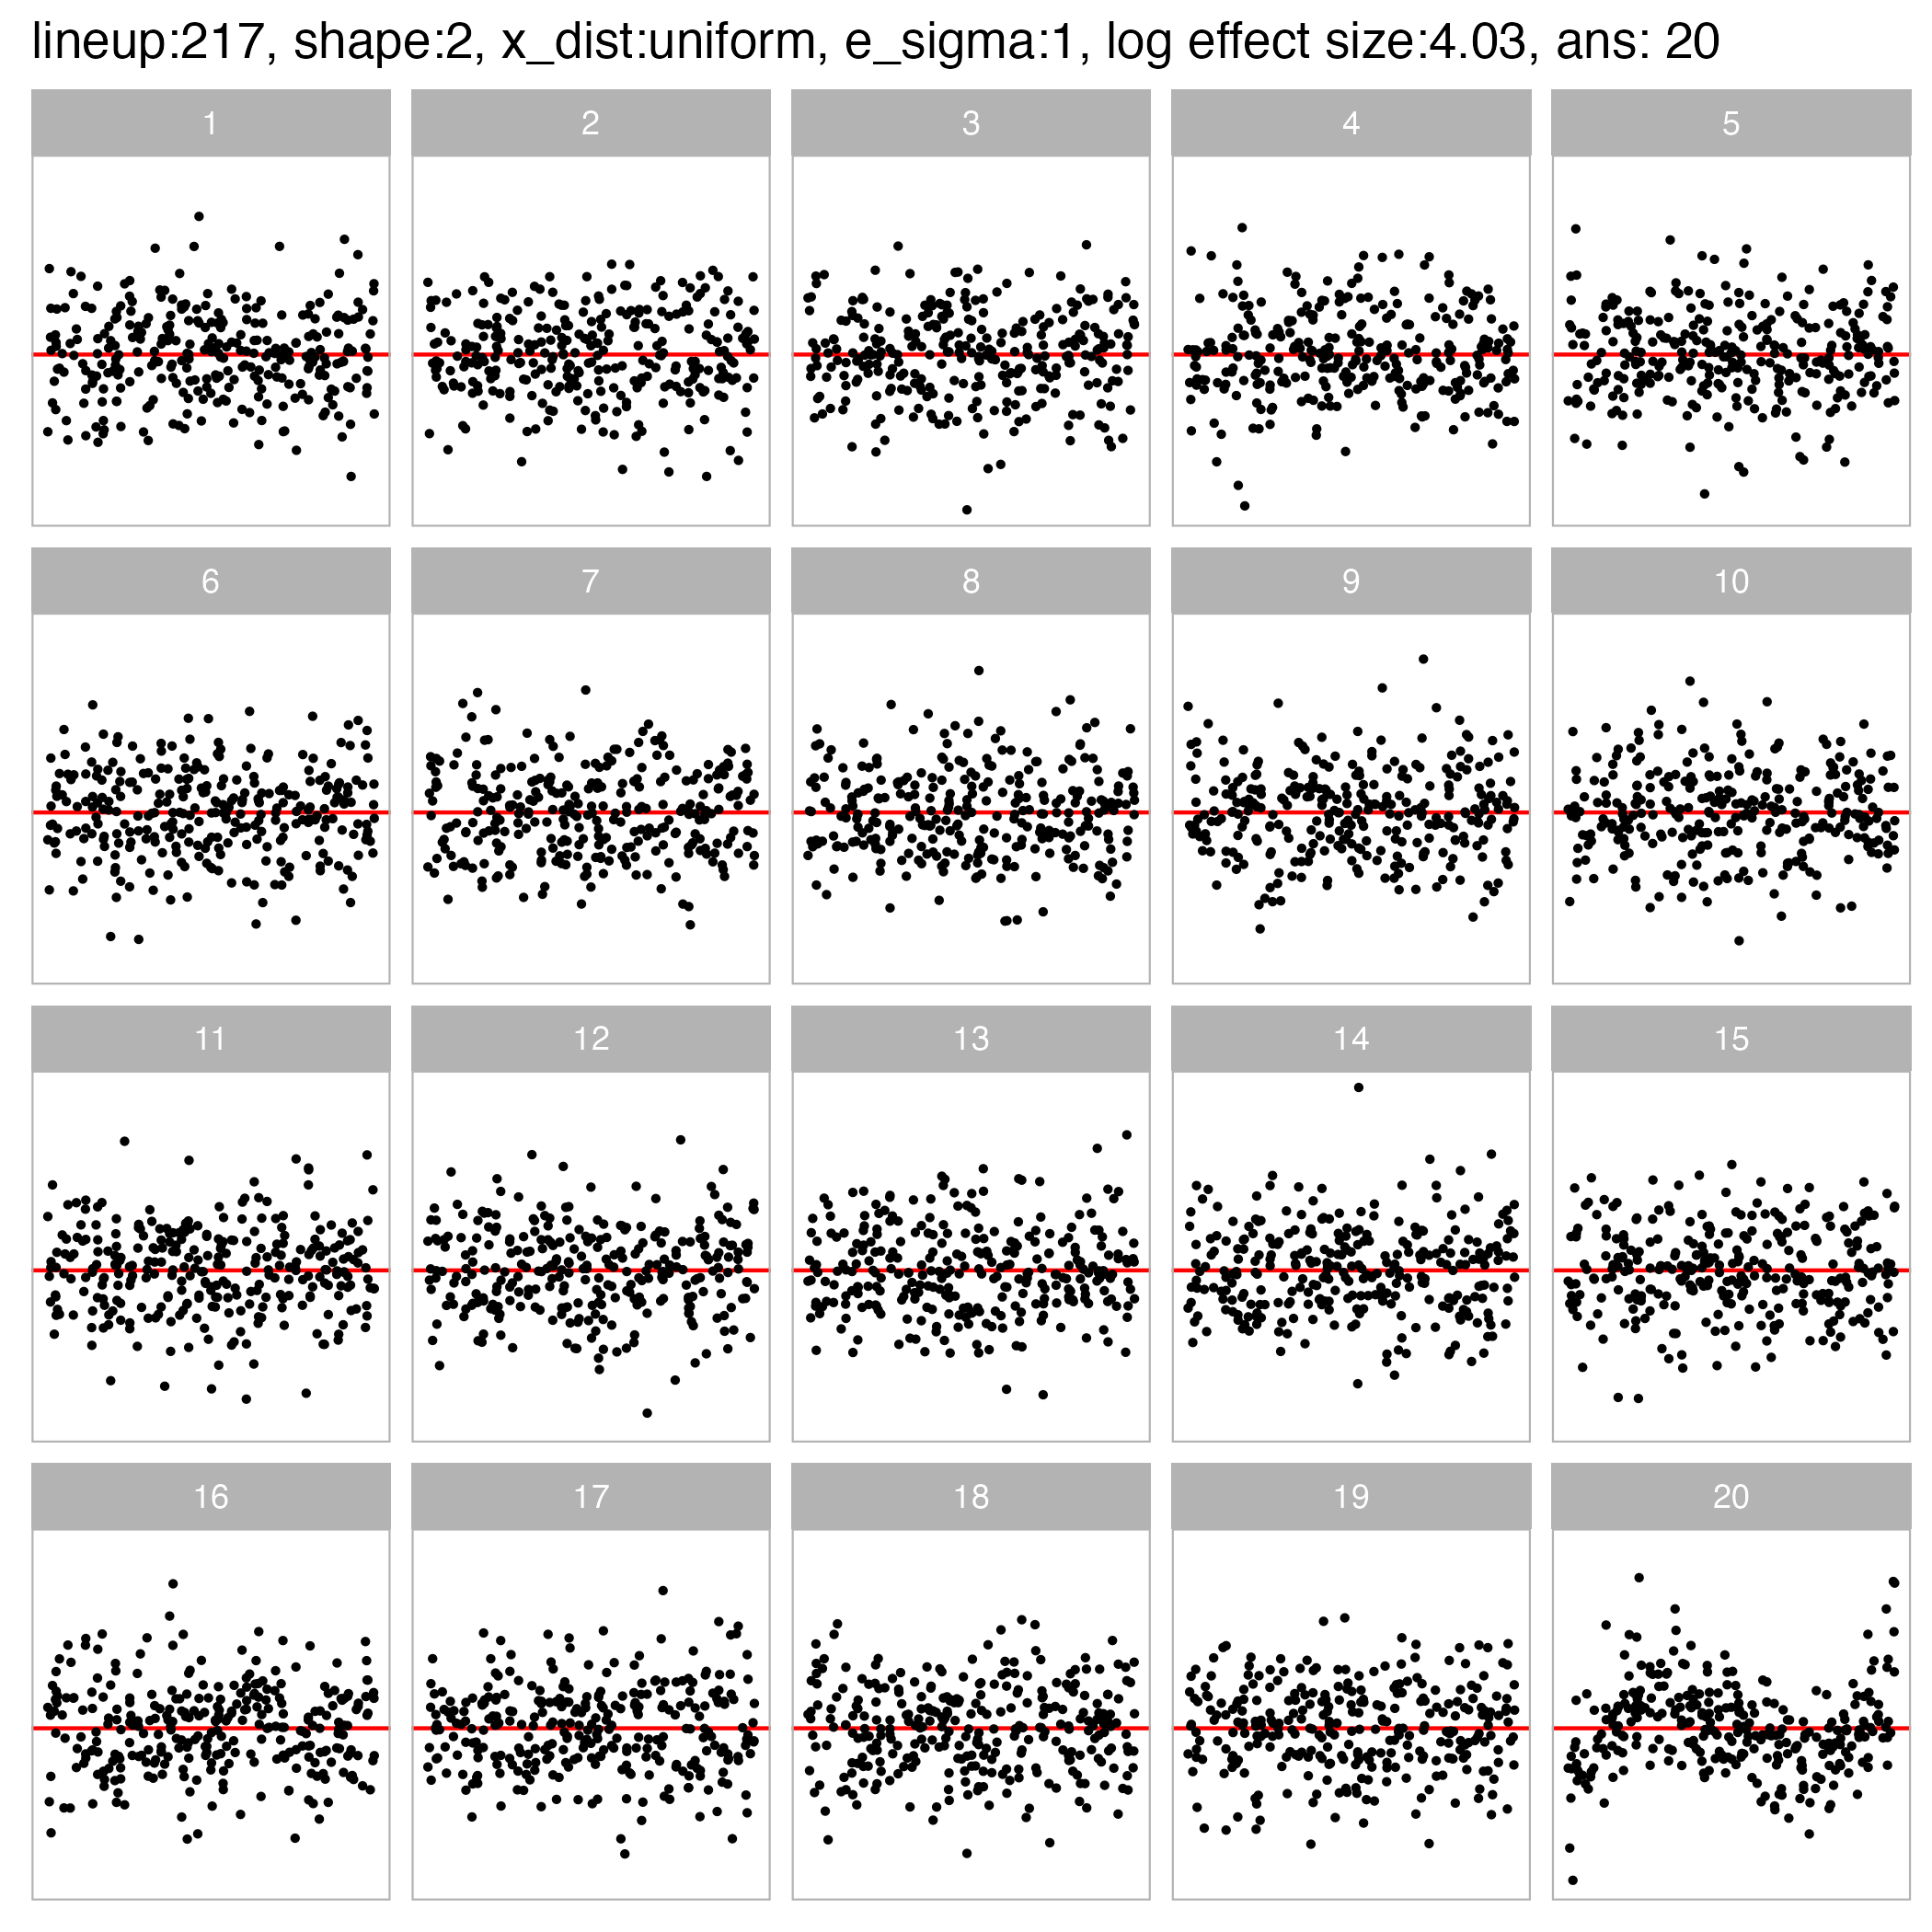 lineup:217, shape:2, x_dist:uniform, e_sigma:1, log effect size:4.03, ans: 20
1 2 3 4 5
6 7 8 9 10
11 12 13 14 15
16 17 18 19 20